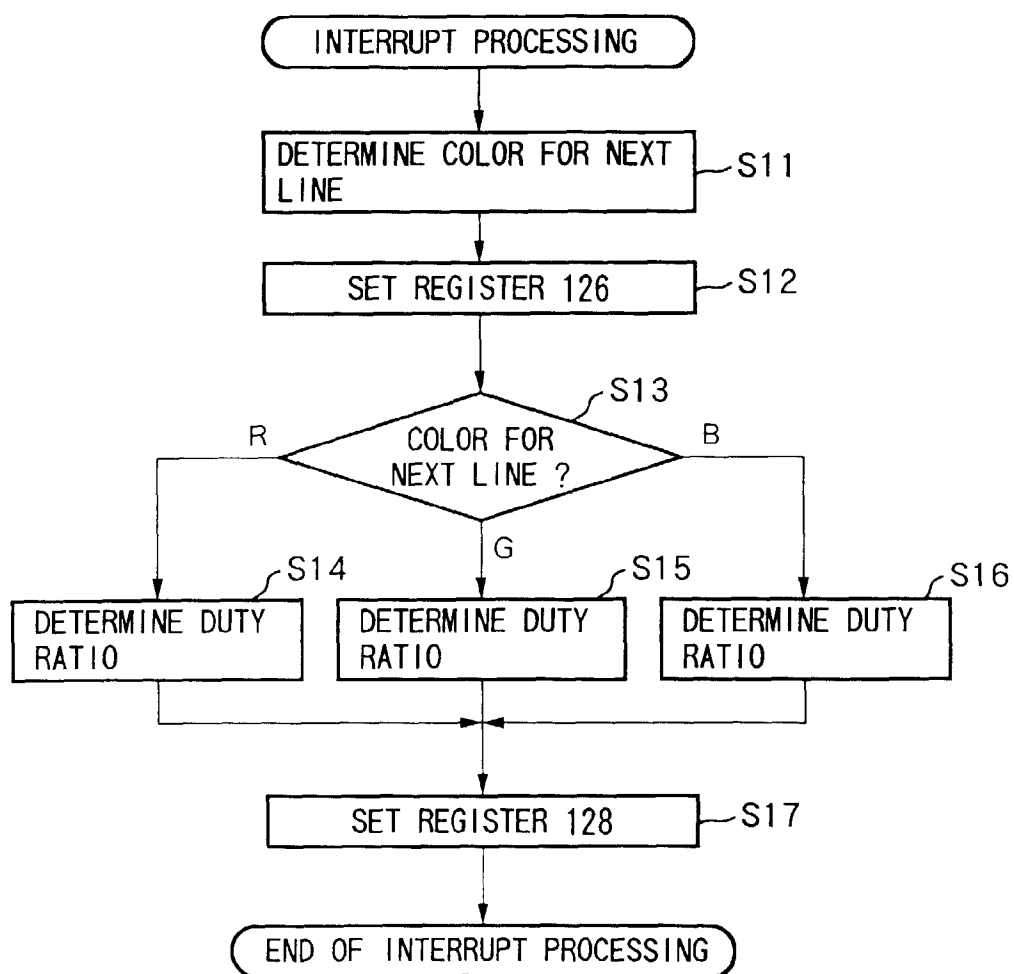 INTERRUPT PROCESSING
DETERMINE COLOR FOR NEXT
LINE
S11
SET REGISTER 126
S12
S13
COLOR FOR
NEXT LINE ?
R
B
G
S14
DETERMINE DUTY
RATIO
S15
DETERMINE DUTY
RATIO
S16
DETERMINE DUTY
RATIO
SET REGISTER 128
S17
END OF INTERRUPT PROCESSING